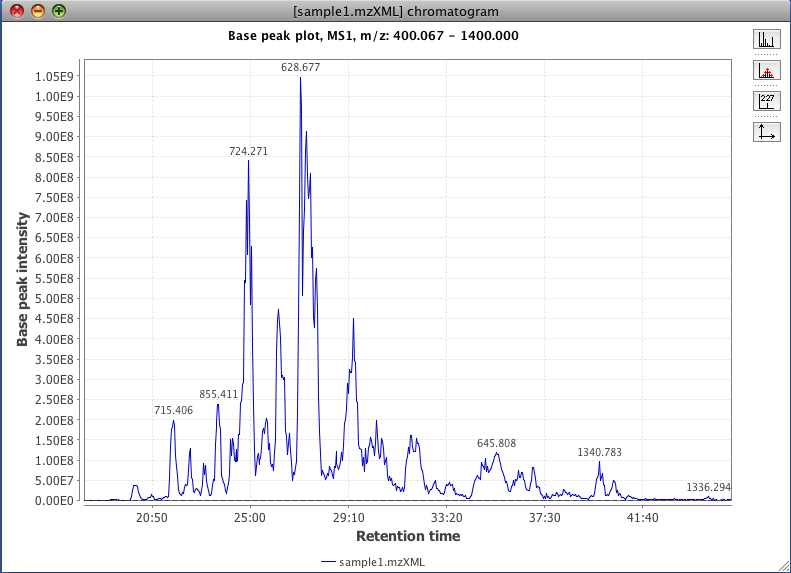 [sample1.mzXML] chromatogram
Base peak plot, MS1, m/z: 400.067 - 1400.000
Base peak intensity
1.05E9
1.00E9
9.50E8
9.00E8
8.50E8
8.00E8
7.50E8
7.00E8
6.50E8
6.00E8
5.50E8
5.00E8
4.50E8
4.00E8
3.50E8
3.00E8
2.50E8
2.00E8
1.50E8
1.00E8
5.00E7
0.00E0
628.677
724.271
855.411
715.406
645.808
1340.783
1336.294
227
20:50 25:00 29:10 33:20 37:30 41:40
Retention time
sample1.mzXML